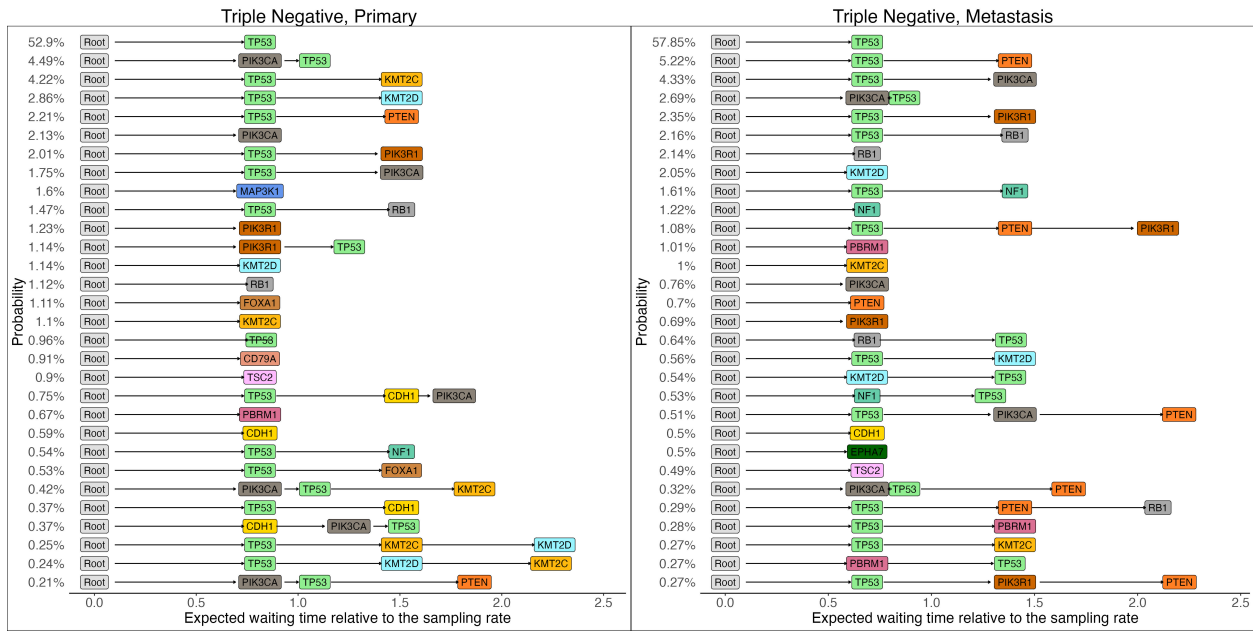 Triple Negative, Primary
52.9% Root TP53
4.49% Root PIK3CA TP53
4.22% Root TP53 KMT2C
2.86% Root TP53 KMT2D
2.21% Root TP53 PTEN
2.13% Root PIK3CA
2.01% Root TP53 PIK3R1
1.75% Root TP53 PIK3CA
1.6% Root MAP3K1
1.47% Root TP53 RB1
1.23% Root PIK3R1
1.14% Root PIK3R1 TP53
1.14% Root KMT2D
1.12% Root RB1
1.11% Root FOXA1
1.1% Root KMT2C
0.96% Root
0.91% Root CD79A
0.9% Root TSC2
0.75% Root TP53 CDH1 PIK3CA
0.67% Root PBRM1
0.59% Root CDH1
0.54% Root TP53 NF1
0.53% Root TP53 FOXA1
0.42% Root PIK3CA TP53 KMT2C
0.37% Root TP53 CDH1
0.37% Root CDH1 PIK3CA TP53
0.25% Root TP53 KMT2C KMT2D
0.24% Root TP53 KMT2D KMT2C
0.21% Root PIK3CA TP53 PTEN
Probability
0.0 0.5 1.0 1.5 2.0 2.5
Expected waiting time relative to the sampling rate
Triple Negative, Metastasis
57.85% Root TP53
5.22% Root TP53 PTEN
4.33% Root TP53 PIK3CA
2.69% Root PIK3CA TP53
2.35% Root TP53 PIK3R1
2.16% Root TP53 RB1
2.14% Root RB1
2.05% Root KMT2D
1.61% Root TP53 NF1
1.22% Root NF1
1.08% Root TP53 PTEN PIK3R1
1.01% Root PBRM1
1% Root KMT2C
0.76% Root PIK3CA
0.7% Root PTEN
0.69% Root PIK3R1
0.64% Root RB1 TP53
0.56% Root TP53 KMT2D
0.54% Root KMT2D TP53
0.53% Root NF1 TP53
0.51% Root TP53 PIK3CA PTEN
0.5% Root CDH1
0.5% Root EPHA7
0.49% Root TSC2
0.32% Root PIK3CA TP53 PTEN
0.29% Root TP53 PTEN RB1
0.28% Root TP53 PBRM1
0.27% Root TP53 KMT2C
0.27% Root PBRM1 TP53
0.27% Root TP53 PIK3R1 PTEN
Probability
0.0 0.5 1.0 1.5 2.0 2.5
Expected waiting time relative to the sampling rate